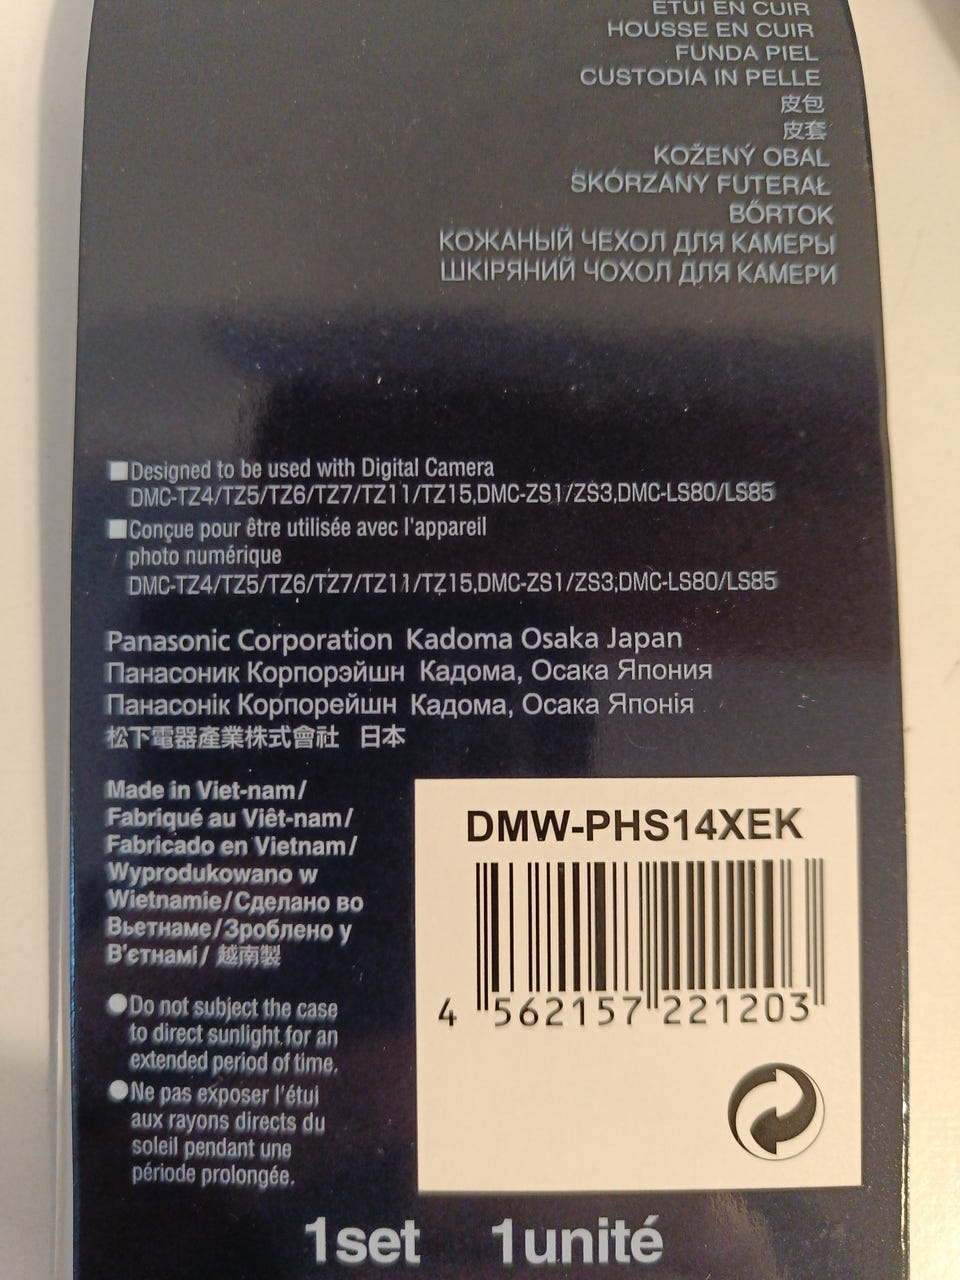 ÉTUI EN CUIR
HOUSSE EN CUIR
FUNDA PIEL
CUSTODIA IN PELLE
皮包
皮套
KOŽENÝ OBAL
SKÓRZANY FUTERAŁ
BŐRTOK
КОЖАНЫЙ ЧЕХОЛ ДЛЯ КАМЕРЫ
ШКІРЯНИЙ ЧОХОЛ ДЛЯ КАМЕРИ
■Designed to be used with Digital Camera
DMC-TZ4/TZ5/TZ6/TZ7/TZ11/TZ15,DMC-ZS1/ZS3,DMC-LS80/LS85
■Conçue pour être utilisée avec l'appareil
photo numérique
DMC-TZ4/TZ5/TZ6/TZ7/TZ11/TZ15,DMC-ZS1/ZS3,DMC-LS80/LS85
Panasonic Corporation Kadoma Osaka Japan
Панасоник Корпорэйшн Кадома, Осака Япония
Панасонік Корпорейшн Кадома, Осака Японія
松下電器產業株式會社 日本
Made in Viet-nam/
Fabriqué au Viêt-nam/
Fabricado en Vietnam/
Wyprodukowano w
Wietnamie/Сделано во
Вьетнаме/Зроблено у
В'єтнамі/ 越南製
●Do not subject the case
to direct sunlight for an
extended period of time.
●Ne pas exposer l'étui
aux rayons directs du
soleil pendant une
période prolongée.
DMW-PHS14XEK
4 562157 221203
1set 1unité